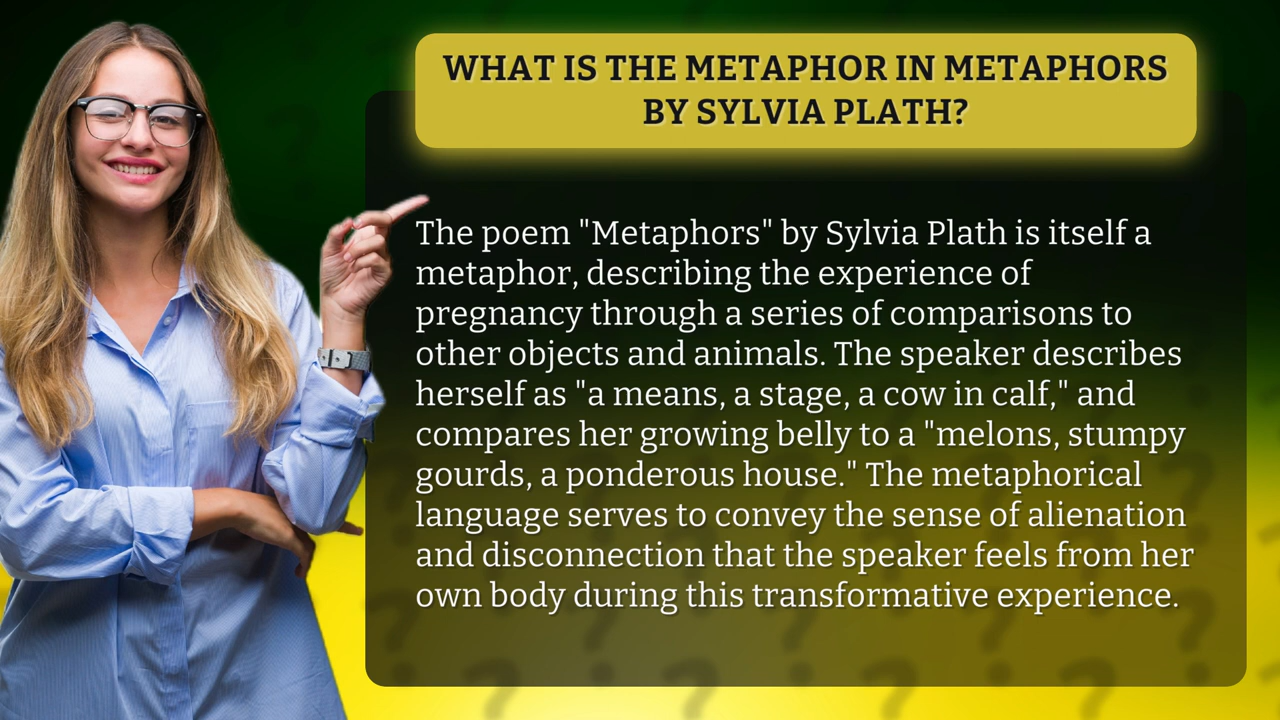 WHAT IS THE METAPHOR IN METAPHORS
BY SYLVIA PLATH?
The poem "Metaphors" by Sylvia Plath is itself a
metaphor, describing the experience of
pregnancy through a series of comparisons to
other objects and animals. The speaker describes
herself as "a means, a stage, a cow in calf," and
compares her growing belly to a "melons, stumpy
gourds, a ponderous house." The metaphorical
language serves to convey the sense of alienation
and disconnection that the speaker feels from her
own body during this transformative experience.